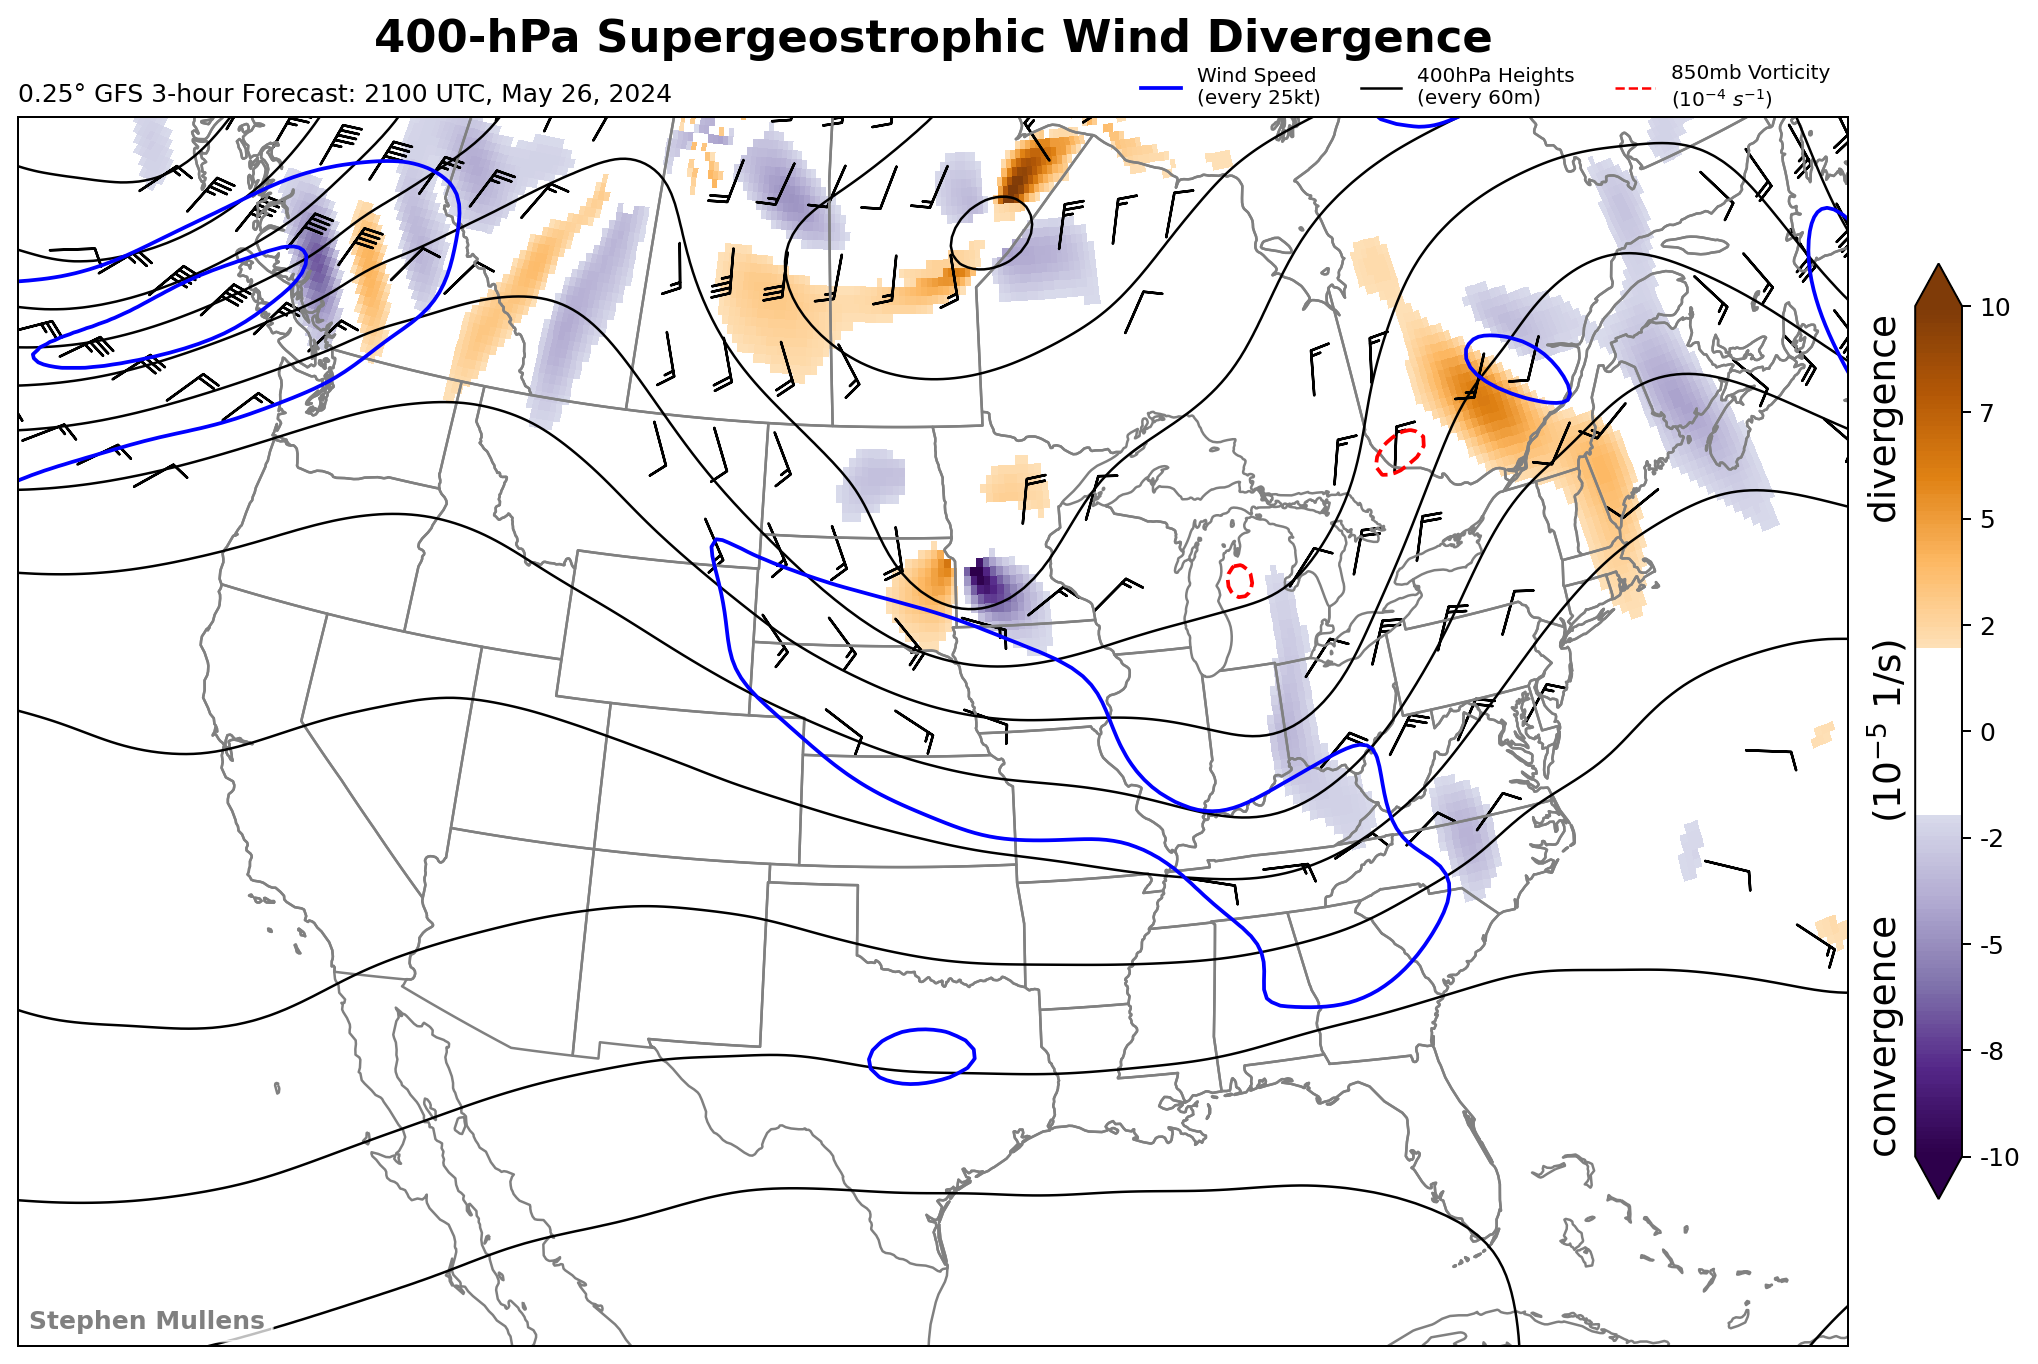 400-hPa Supergeostrophic Wind Divergence
0.25° GFS 3-hour Forecast: 2100 UTC, May 26, 2024
Wind Speed
(every 25kt)
400hPa Heights
(every 60m)
850mb Vorticity
(10⁻⁴ s⁻¹)
10
7
5
2
0
-2
-5
-8
-10
convergence (10⁻⁵ 1/s) divergence
Stephen Mullens